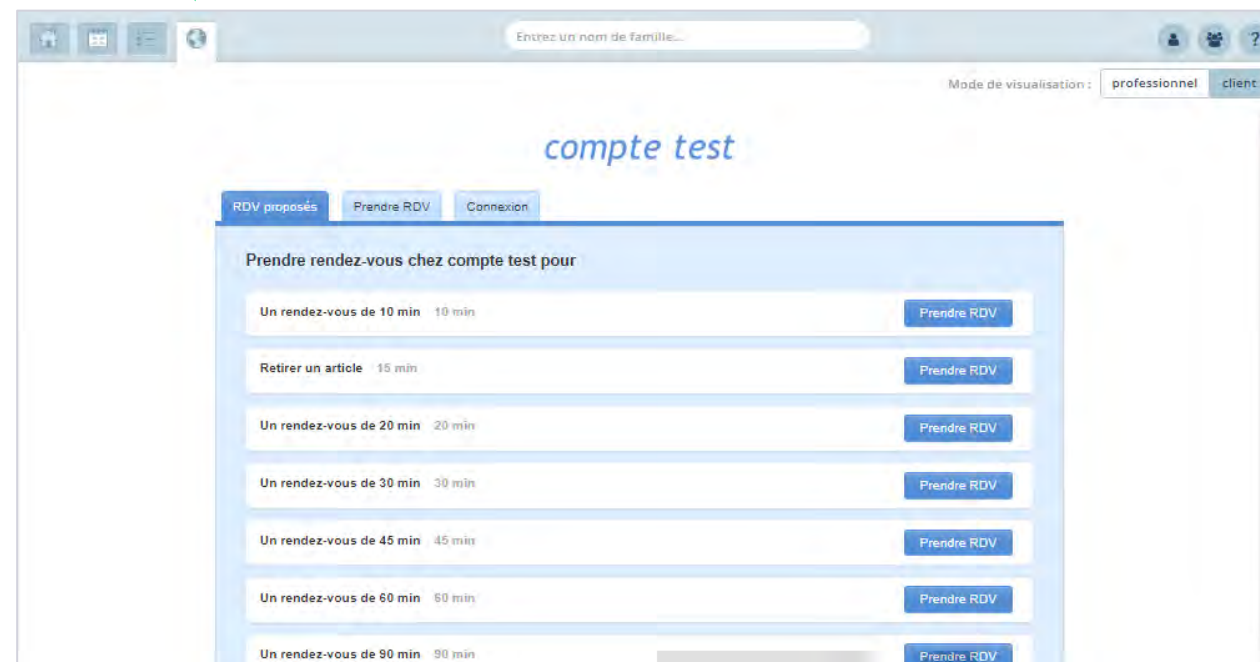 Entrez un nom de famille...
?
Mode de visualisation : professionnel client
compte test
RDV proposés Prendre RDV Connexion
Prendre rendez-vous chez compte test pour
Un rendez-vous de 10 min 10 min Prendre RDV
Retirer un article 15 min Prendre RDV
Un rendez-vous de 20 min 20 min Prendre RDV
Un rendez-vous de 30 min 30 min Prendre RDV
Un rendez-vous de 45 min 45 min Prendre RDV
Un rendez-vous de 60 min 60 min Prendre RDV
Un rendez-vous de 90 min 90 min Prendre RDV